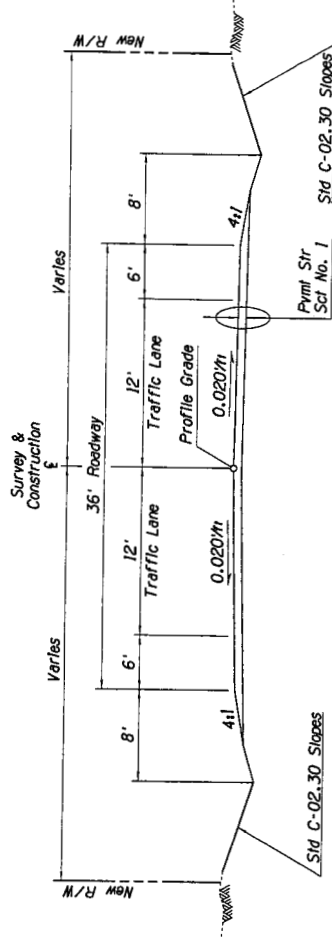 Survey &
Construction
℄
Varies
Varies
New R/W
New R/W
36' Roadway
8'
6'
12'
12'
6'
8'
Traffic Lane
Traffic Lane
Profile Grade
4:1
0.020'/ft
0.020'/ft
4:1
Std C-02.30 Slopes
Pvmt Str
Sct No. 1
Std C-02.30 Slopes